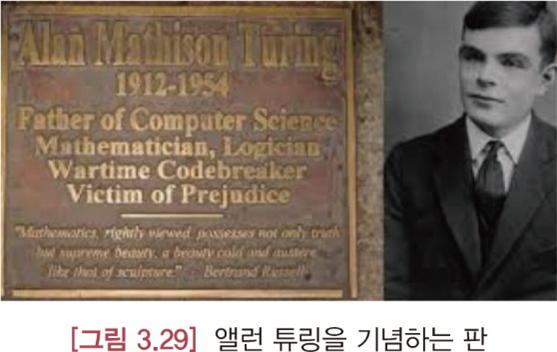 Alan Mathison Turing
1912-1954
Father of Computer Science
Mathematician, Logician
Wartime Codebreaker
Victim of Prejudice
"Mathematics, rightly viewed, possesses not only truth
but supreme beauty, a beauty cold and austere
like that of sculpture." - Bertrand Russell
[그림 3.29] 앨런 튜링을 기념하는 판